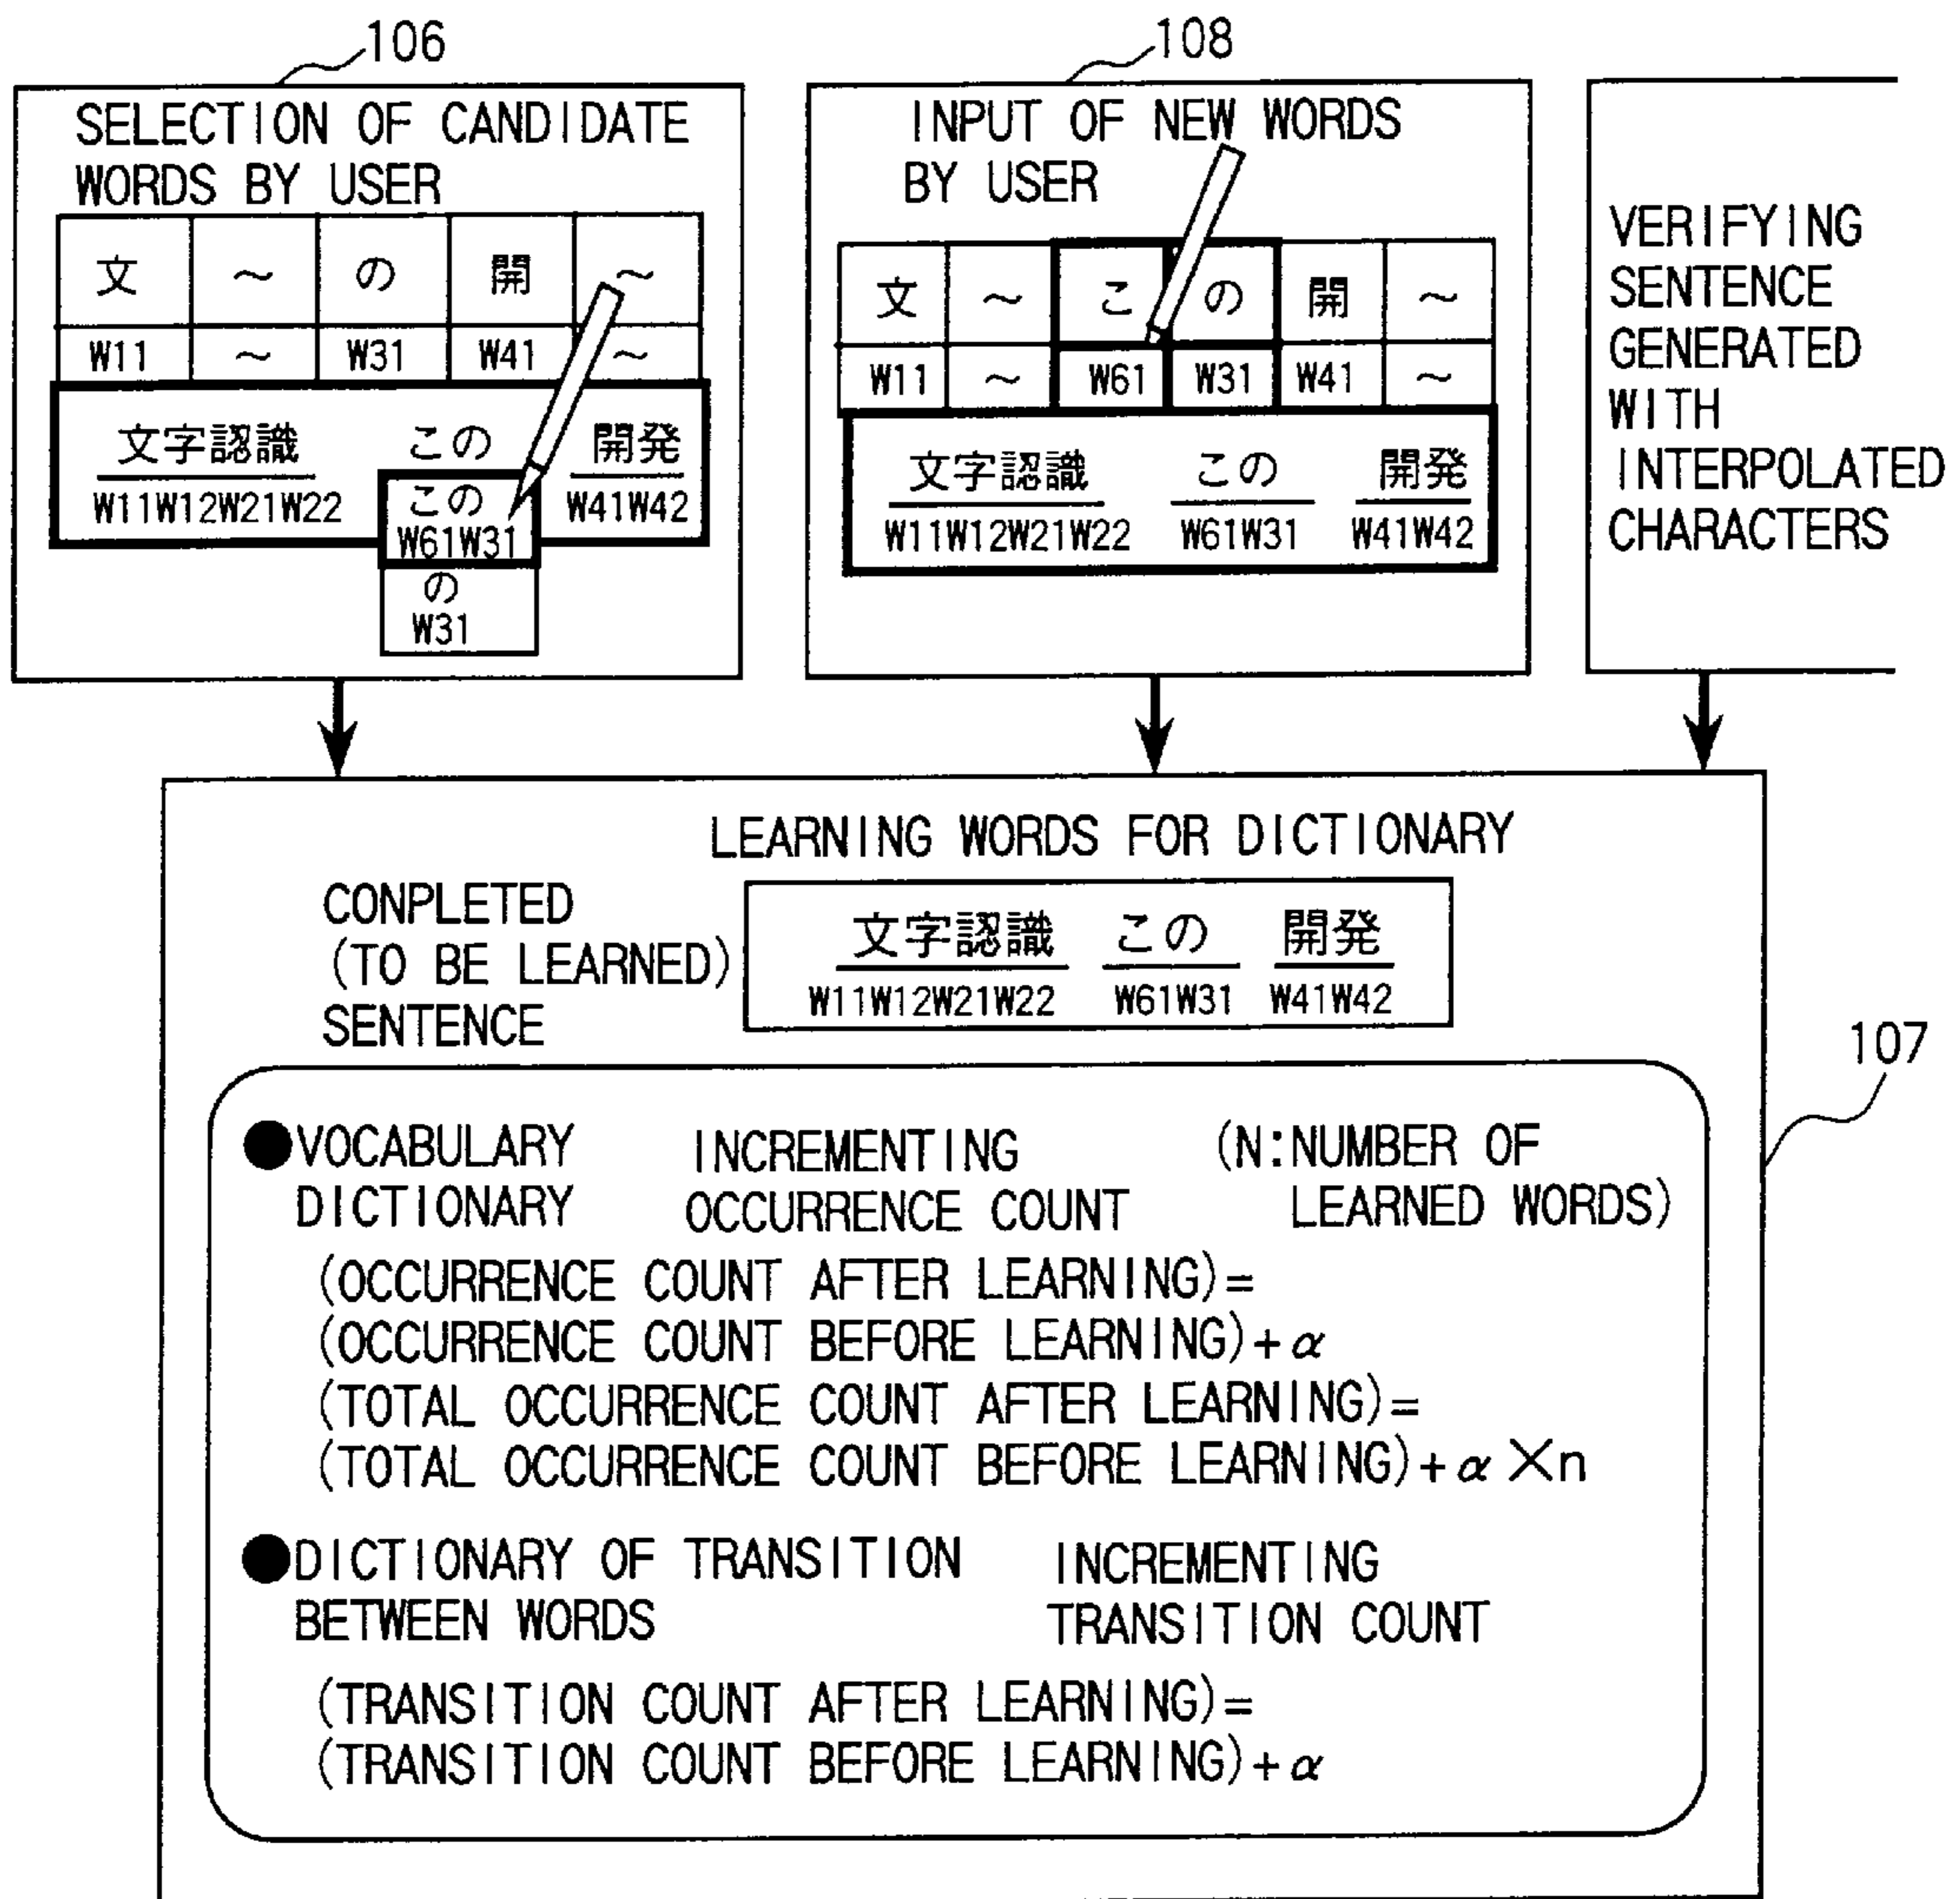 106
SELECTION OF CANDIDATE
WORDS BY USER
文 ～ の 開 ～
W11 ～ W31 W41 ～
文字認識 この 開発
W11W12W21W22 この W41W42
W61W31
の
W31
108
INPUT OF NEW WORDS
BY USER
文 ～ こ の 開 ～
W11 ～ W61 W31 W41 ～
文字認識 この 開発
W11W12W21W22 W61W31 W41W42
VERIFYING
SENTENCE
GENERATED
WITH
INTERPOLATED
CHARACTERS
LEARNING WORDS FOR DICTIONARY
CONPLETED
(TO BE LEARNED)
SENTENCE
文字認識 この 開発
W11W12W21W22 W61W31 W41W42
107
●VOCABULARY INCREMENTING (N:NUMBER OF
DICTIONARY OCCURRENCE COUNT LEARNED WORDS)
(OCCURRENCE COUNT AFTER LEARNING)=
(OCCURRENCE COUNT BEFORE LEARNING)+α
(TOTAL OCCURRENCE COUNT AFTER LEARNING)=
(TOTAL OCCURRENCE COUNT BEFORE LEARNING)+α×n
●DICTIONARY OF TRANSITION INCREMENTING
BETWEEN WORDS TRANSITION COUNT
(TRANSITION COUNT AFTER LEARNING)=
(TRANSITION COUNT BEFORE LEARNING)+α